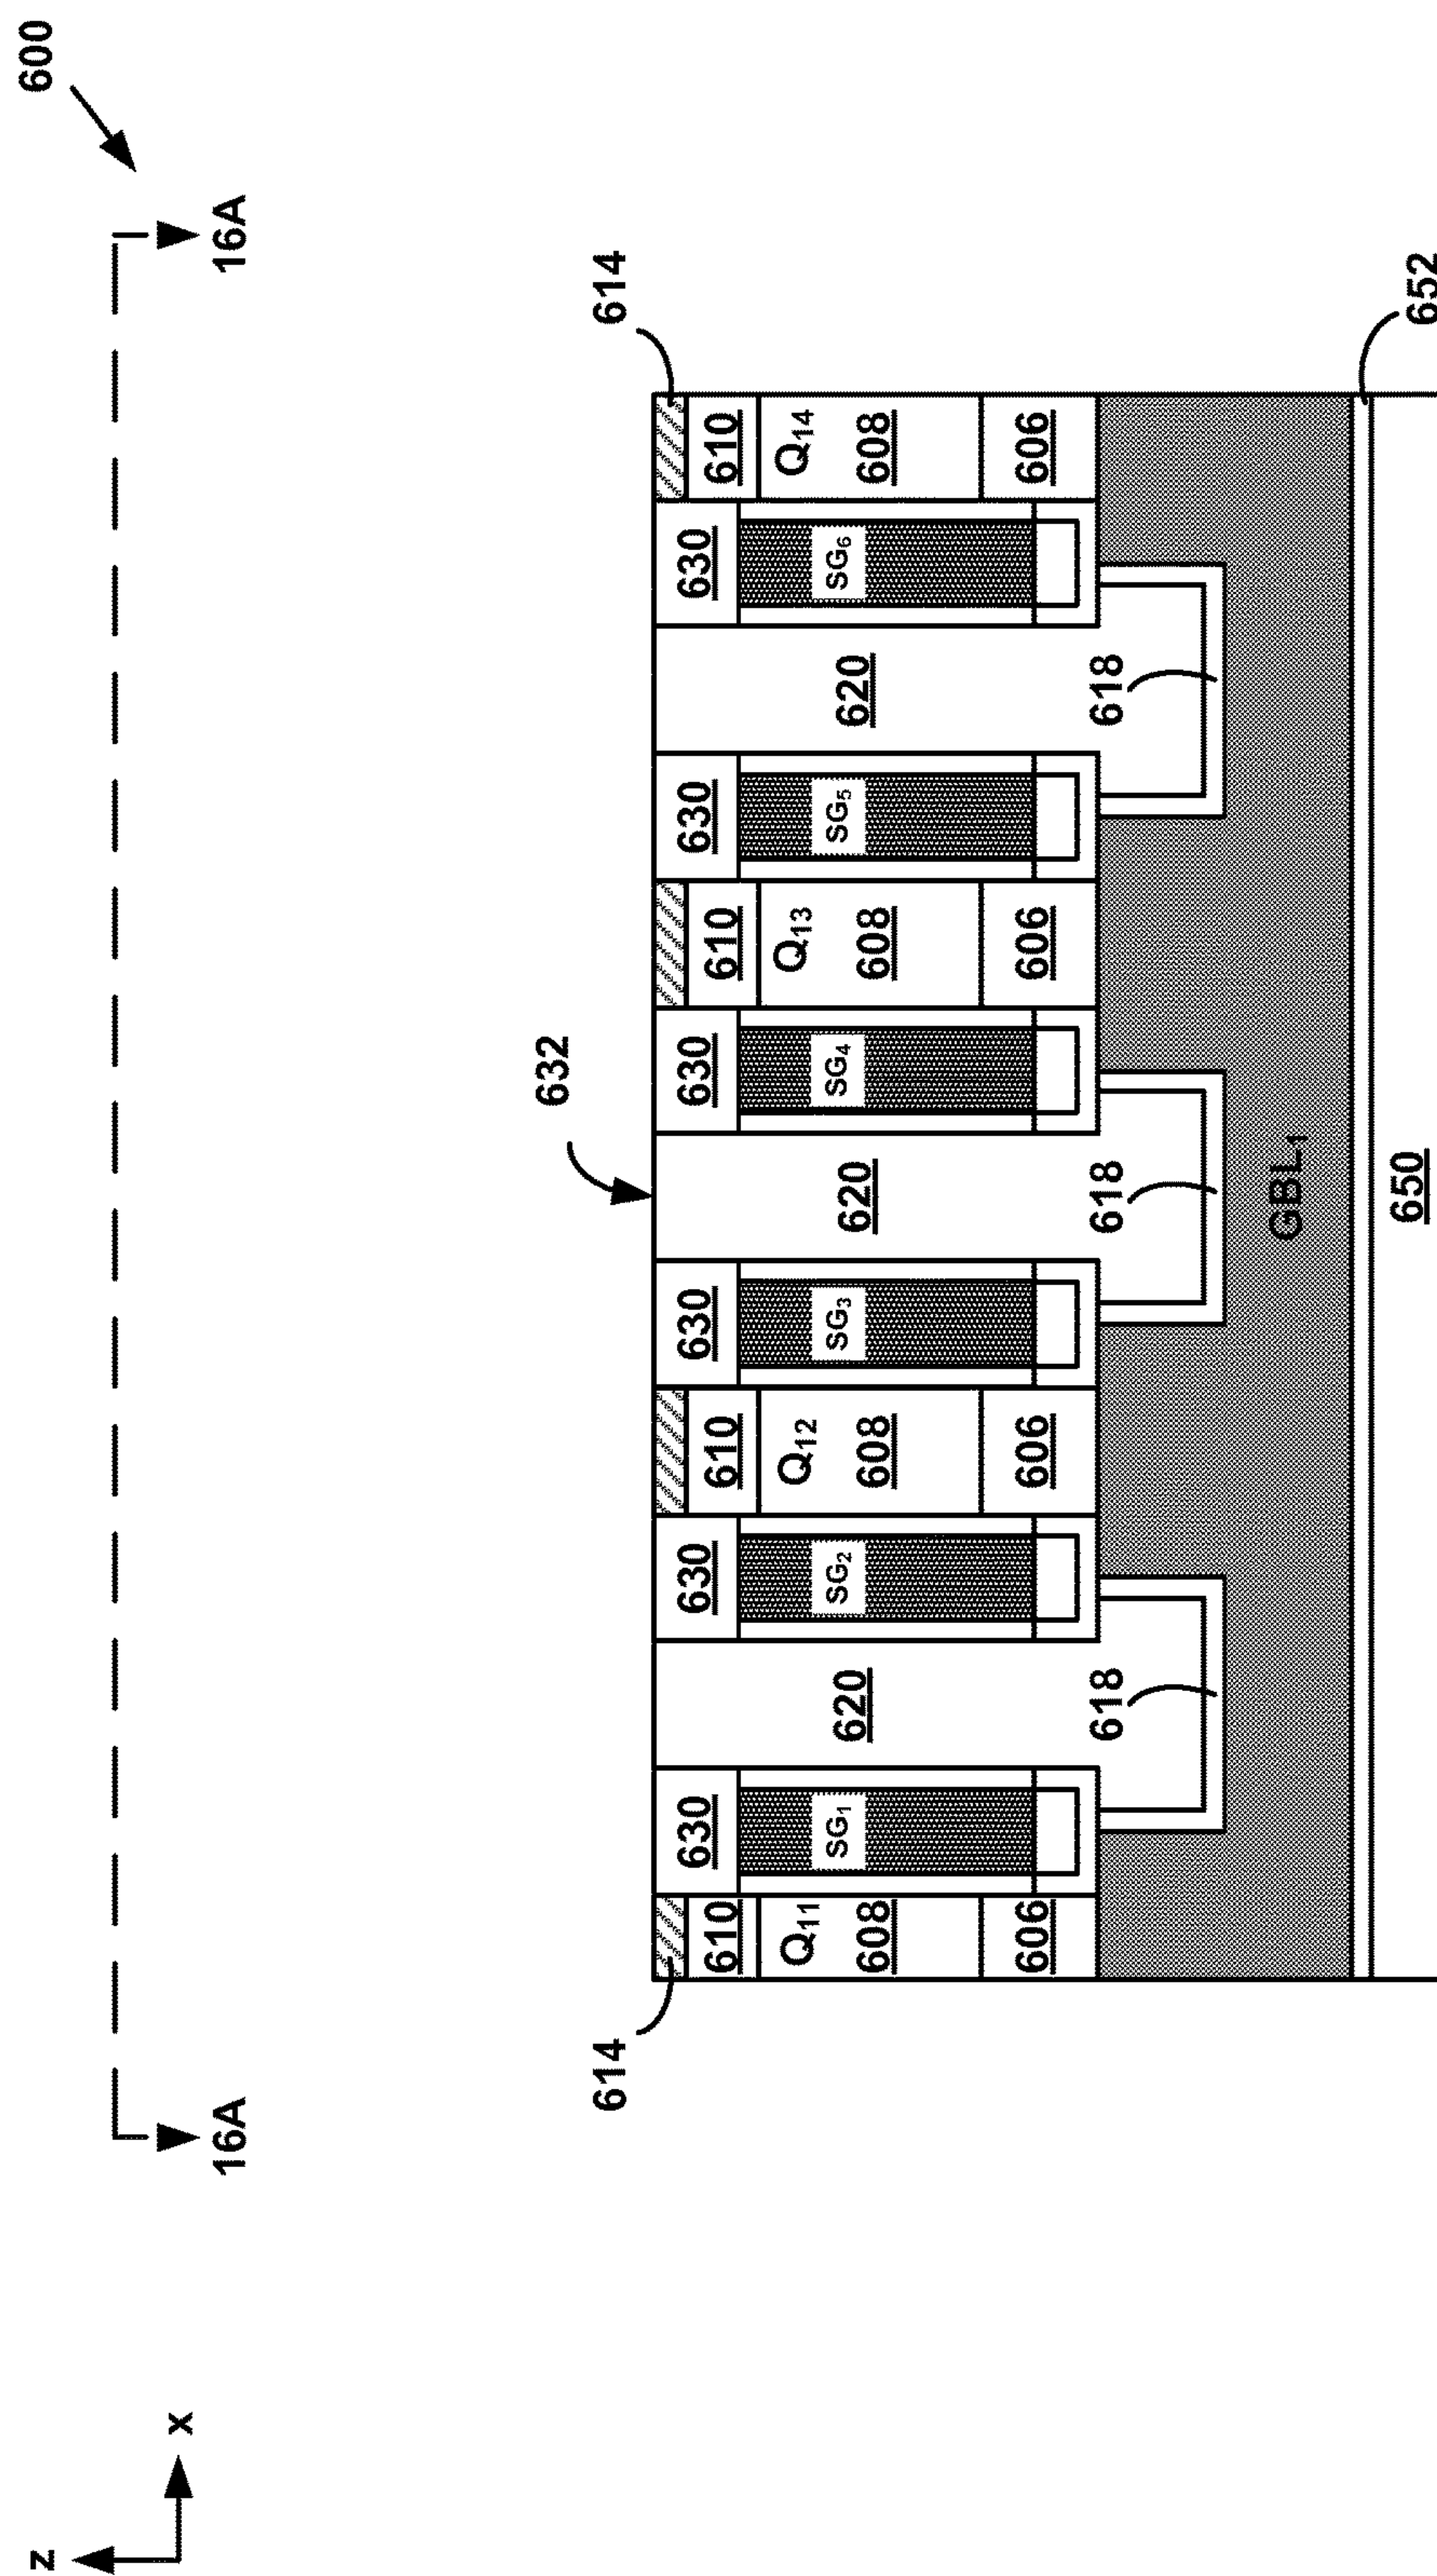 z 600
x
16A 16A
632
614 614
630 630 630 630 630 630
610 610 610 610
Q₁₁ Q₁₂ Q₁₃ Q₁₄
SG₁ SG₂ SG₃ SG₄ SG₅ SG₆
620 620 620
608 608 608 608
606 606 606 606
618 618 618
GBL₁
650 652